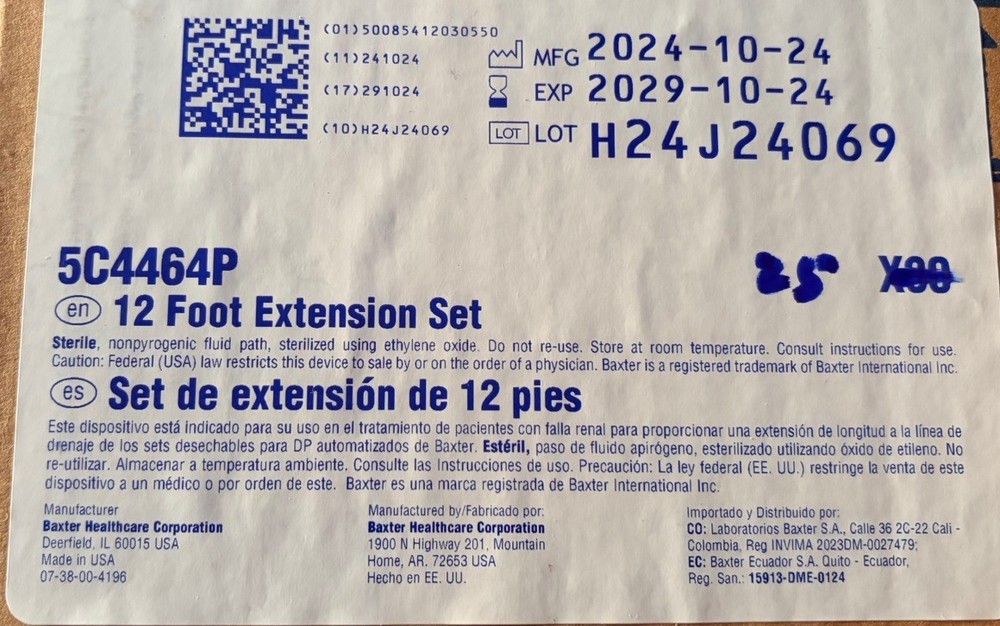 (01)50085412030550
(11)241024
(17)291024
(10)H24J24069
MFG 2024-10-24
EXP 2029-10-24
LOT LOT H24J24069
5C4464P
25
en 12 Foot Extension Set
Sterile, nonpyrogenic fluid path, sterilized using ethylene oxide. Do not re-use. Store at room temperature. Consult instructions for use.
Caution: Federal (USA) law restricts this device to sale by or on the order of a physician. Baxter is a registered trademark of Baxter International Inc.
es Set de extensión de 12 pies
Este dispositivo está indicado para su uso en el tratamiento de pacientes con falla renal para proporcionar una extensión de longitud a la línea de
drenaje de los sets desechables para DP automatizados de Baxter. Estéril, paso de fluido apirógeno, esterilizado utilizando óxido de etileno. No
re-utilizar. Almacenar a temperatura ambiente. Consulte las Instrucciones de uso. Precaución: La ley federal (EE. UU.) restringe la venta de este
dispositivo a un médico o por orden de este. Baxter es una marca registrada de Baxter International Inc.
Manufacturer
Baxter Healthcare Corporation
Deerfield, IL 60015 USA
Made in USA
07-38-00-4196
Manufactured by/Fabricado por:
Baxter Healthcare Corporation
1900 N Highway 201, Mountain
Home, AR. 72653 USA
Hecho en EE. UU.
Importado y Distribuido por:
CO: Laboratorios Baxter S.A., Calle 36 2C-22 Cali -
Colombia, Reg INVIMA 2023DM-0027479;
EC: Baxter Ecuador S.A. Quito - Ecuador,
Reg. San.: 15913-DME-0124